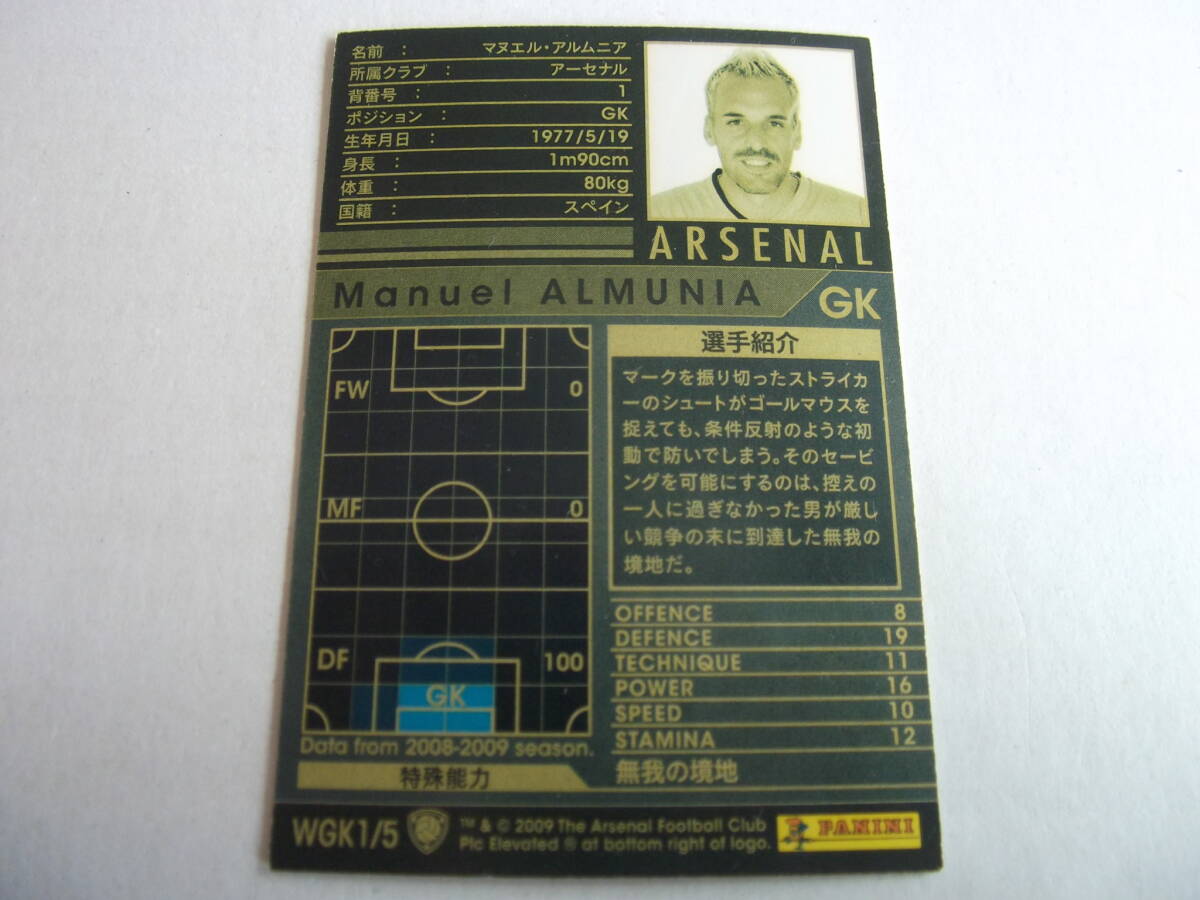 名前 : マヌエル・アルムニア
所属クラブ : アーセナル
背番号 : 1
ポジション : GK
生年月日 : 1977/5/19
身長 : 1m90cm
体重 : 80kg
国籍 : スペイン
ARSENAL
Manuel ALMUNIA GK
FW 0
MF 0
DF 100
GK
Data from 2008-2009 season.
選手紹介
マークを振り切ったストライカ
ーのシュートがゴールマウスを
捉えても、条件反射のような初
動で防いでしまう。そのセービ
ングを可能にするのは、控えの
一人に過ぎなかった男が厳し
い競争の末に到達した無我の
境地だ。
OFFENCE 8
DEFENCE 19
TECHNIQUE 11
POWER 16
SPEED 10
STAMINA 12
特殊能力 無我の境地
WGK1/5
TM & © 2009 The Arsenal Football Club
Plc Elevated ® at bottom right of logo.
PANINI